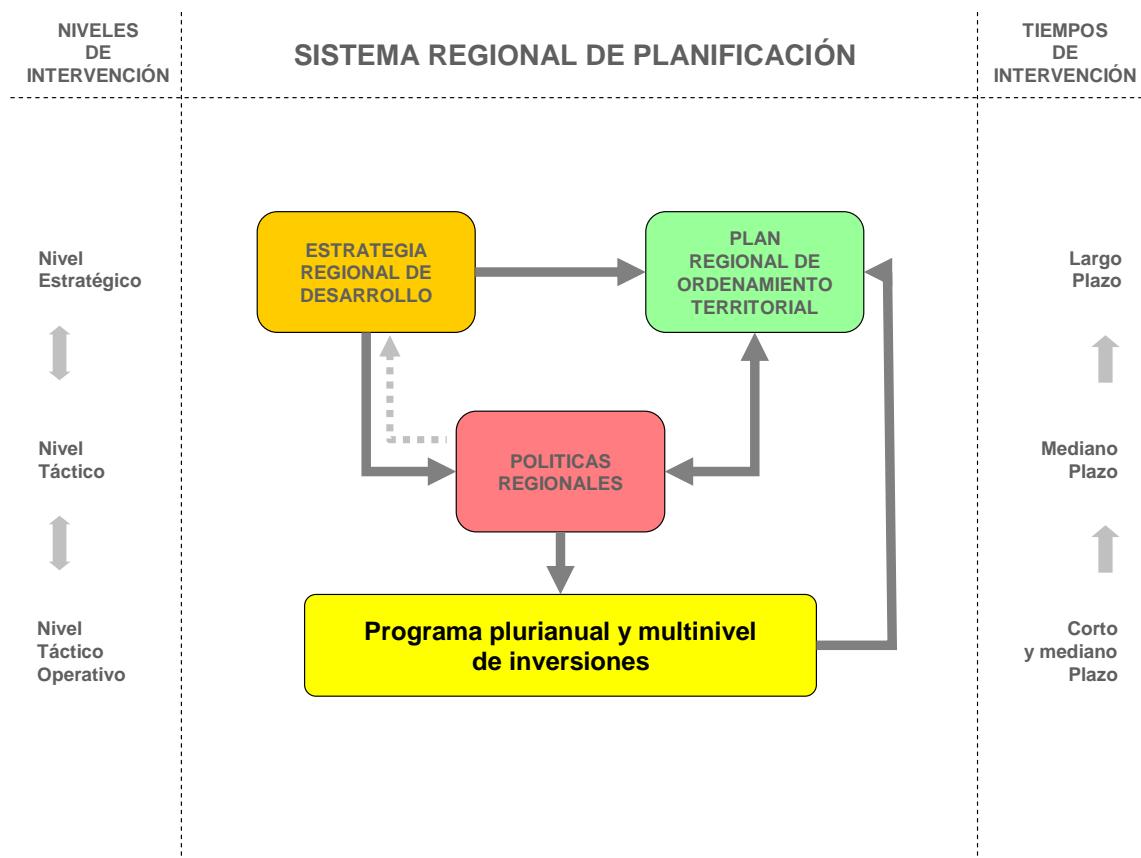 NIVELES
DE
INTERVENCIÓN
SISTEMA REGIONAL DE PLANIFICACIÓN
TIEMPOS
DE
INTERVENCIÓN
Nivel
Estratégico
ESTRATEGIA
REGIONAL DE
DESARROLLO
PLAN
REGIONAL DE
ORDENAMIENTO
TERRITORIAL
Largo
Plazo
Nivel
Táctico
POLITICAS
REGIONALES
Mediano
Plazo
Nivel
Táctico
Operativo
Programa plurianual y multinivel
de inversiones
Corto
y mediano
Plazo